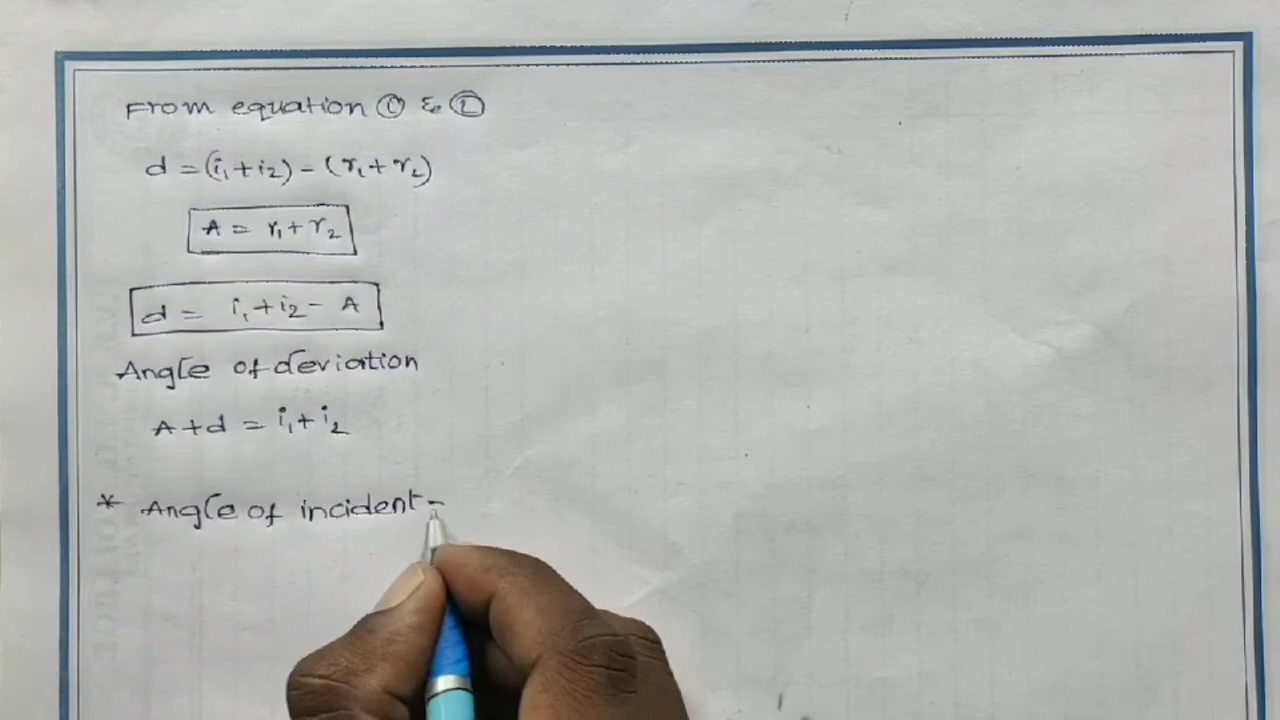 From equation ① & ②
d = (i₁ + i₂) - (r₁ + r₂)
A = r₁ + r₂
d = i₁ + i₂ - A
Angle of deviation
A + d = i₁ + i₂
* Angle of incident -